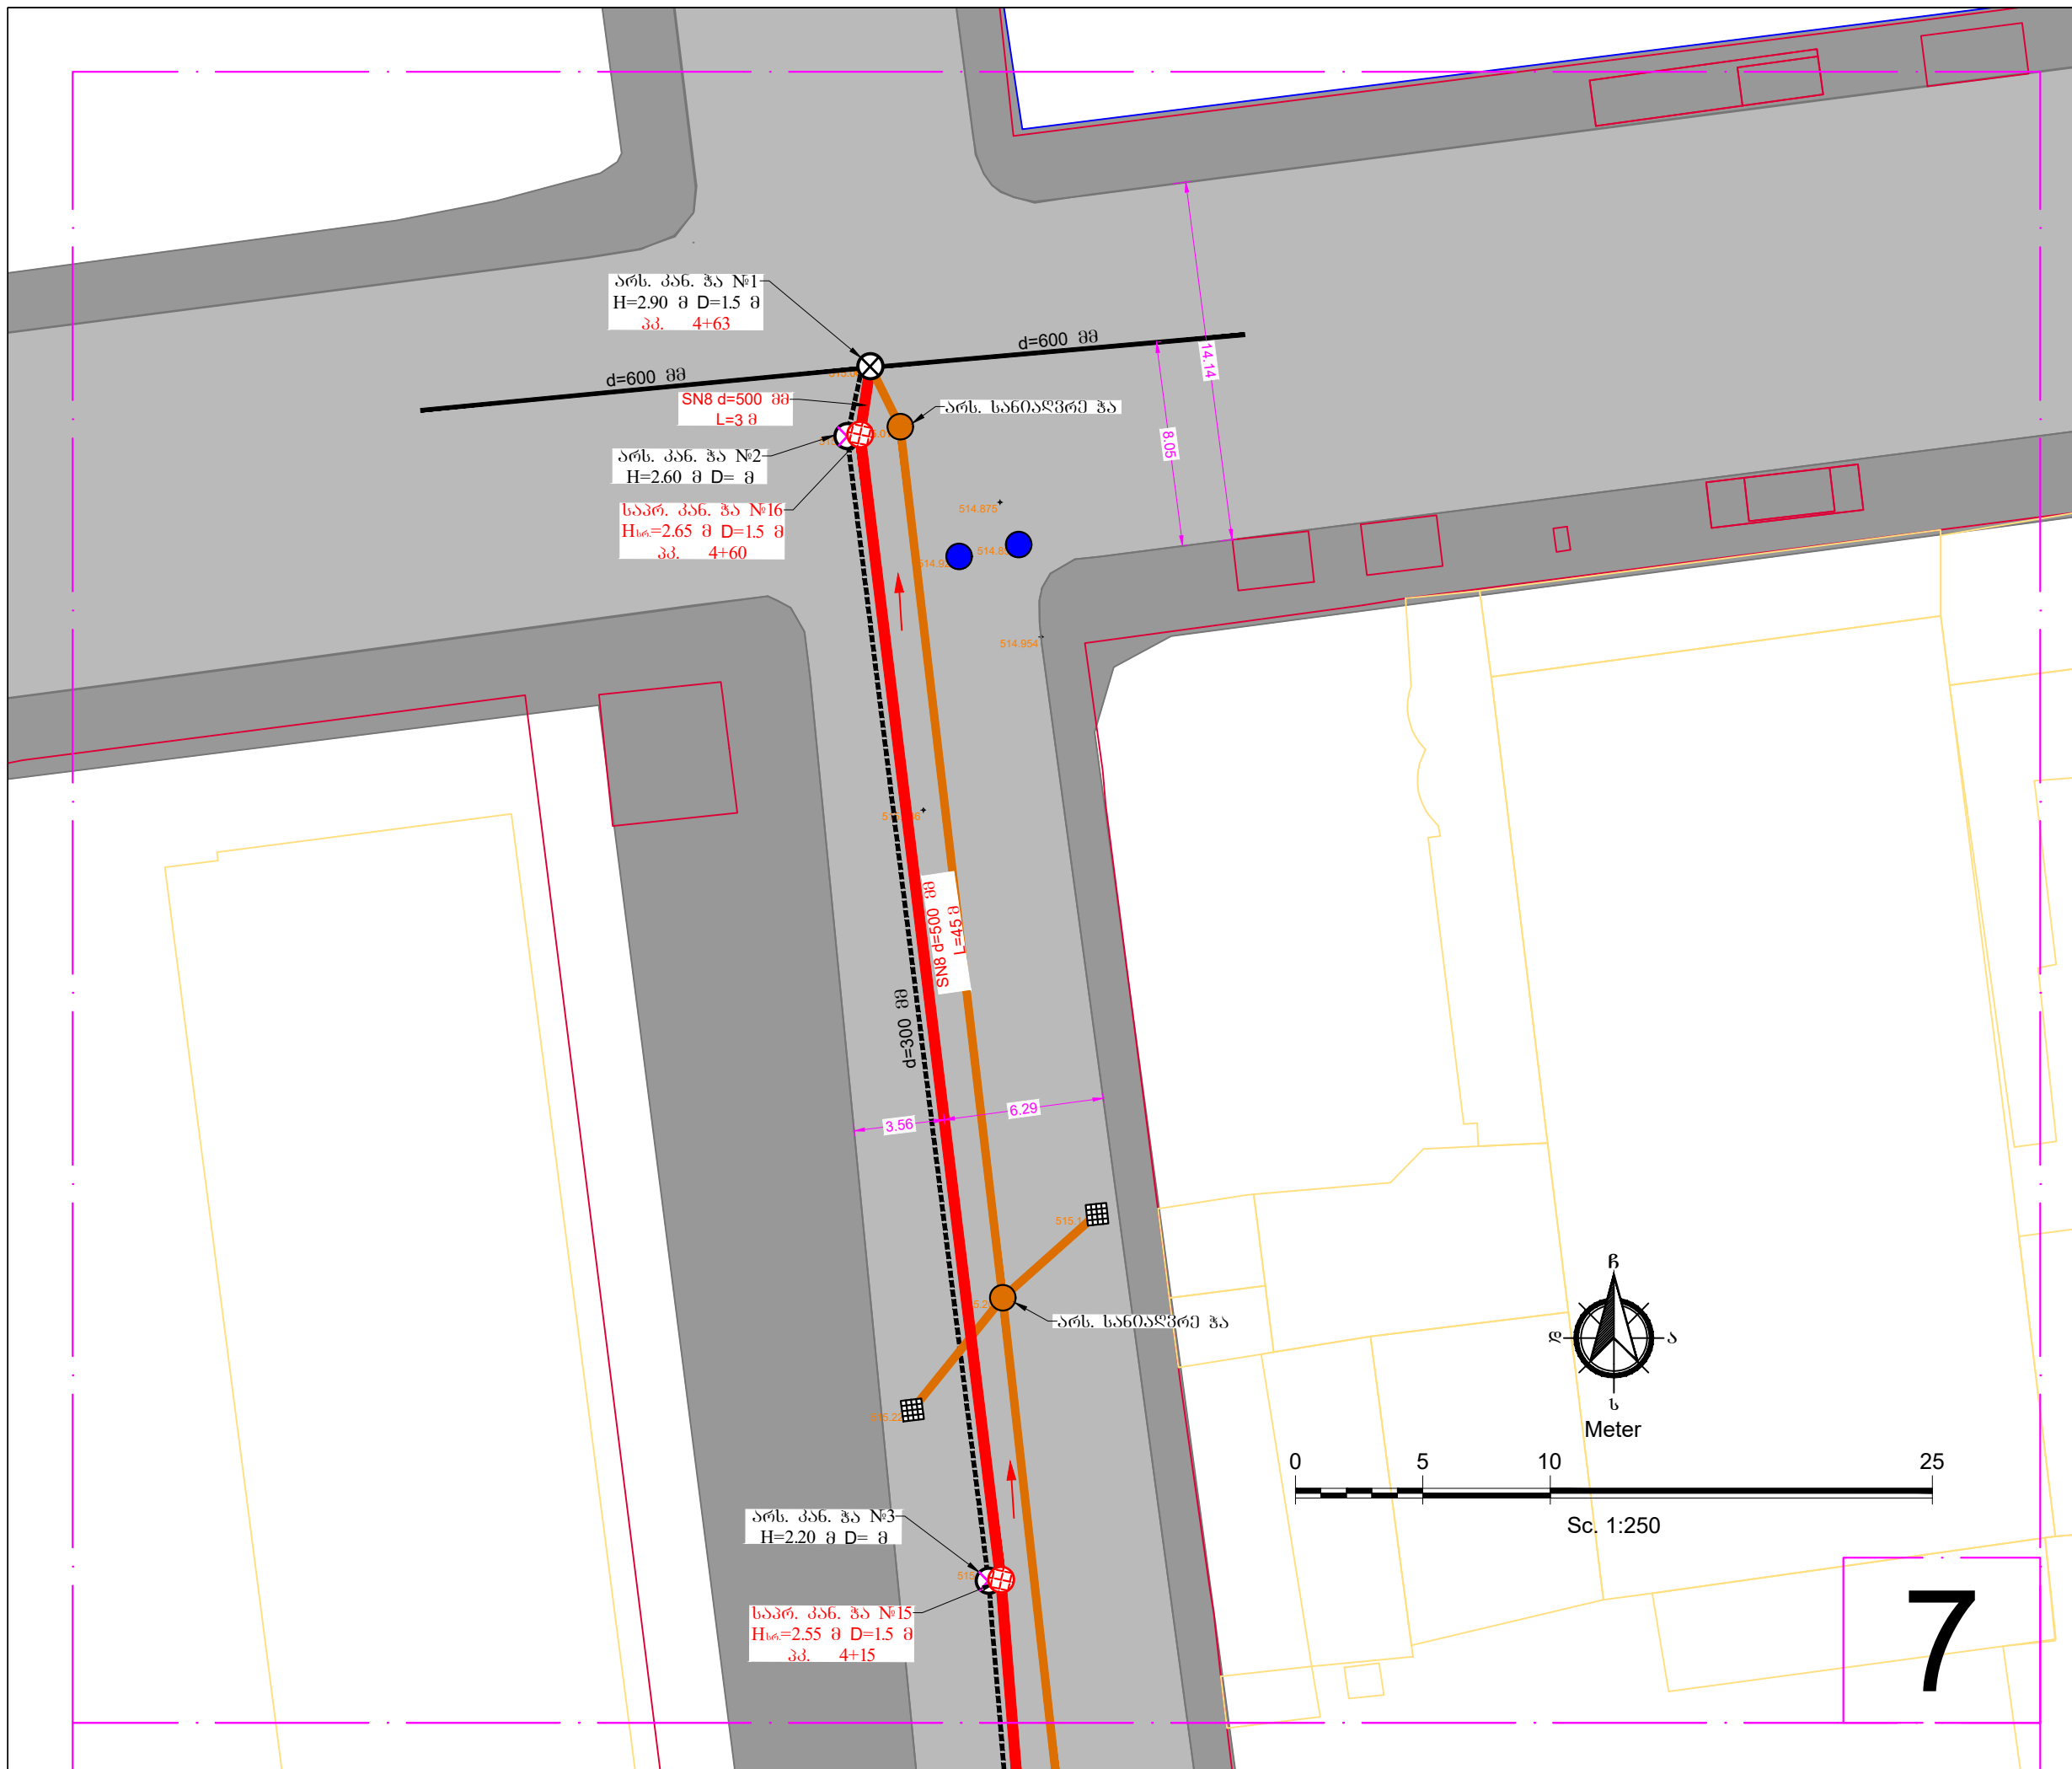 არს. კან. ჭა №1
H=2.90 მ D=1.5 მ
პკ. 4+63
d=600 მმ
d=600 მმ
SN8 d=500 მმ
L=3 მ
არს. სანიაღვრე ჭა
14.14
8.05
არს. კან. ჭა №2
H=2.60 მ D= მ
საპრ. კან. ჭა №16
Hსრ.=2.65 მ D=1.5 მ
პკ. 4+60
514.875
514.954
SN8 d=500 მმ
L=45 მ
d=300 მმ
3.56
6.29
არს. სანიაღვრე ჭა
ჩ
დ
ა
ს
Meter
0 5 10 25
Sc. 1:250
არს. კან. ჭა №3
H=2.20 მ D= მ
საპრ. კან. ჭა №15
Hსრ.=2.55 მ D=1.5 მ
პკ. 4+15
7